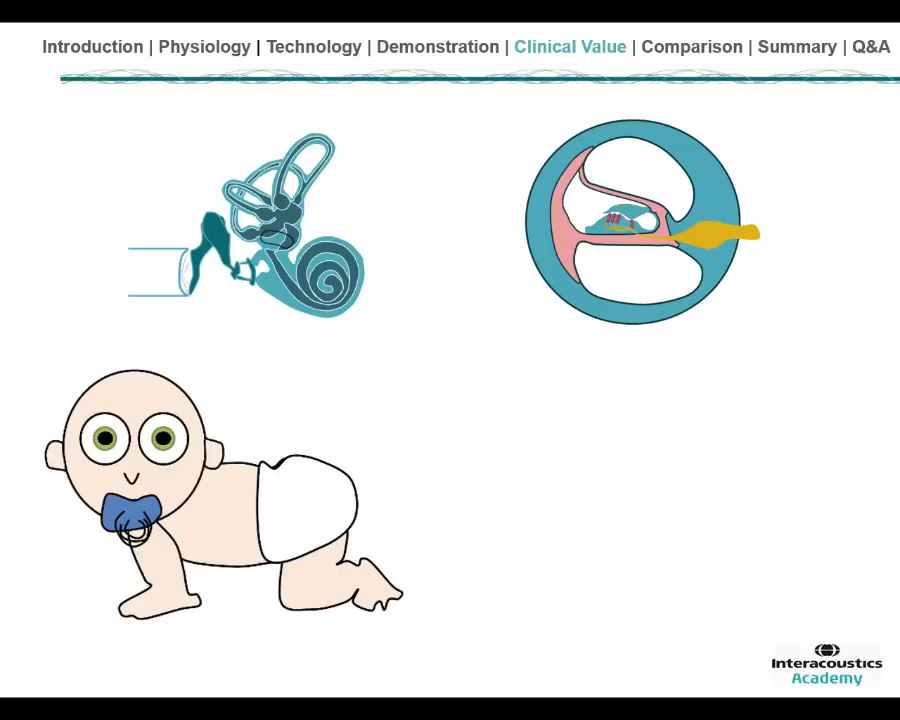 Introduction | Physiology | Technology | Demonstration | Clinical Value | Comparison | Summary | Q&A
Interacoustics
Academy